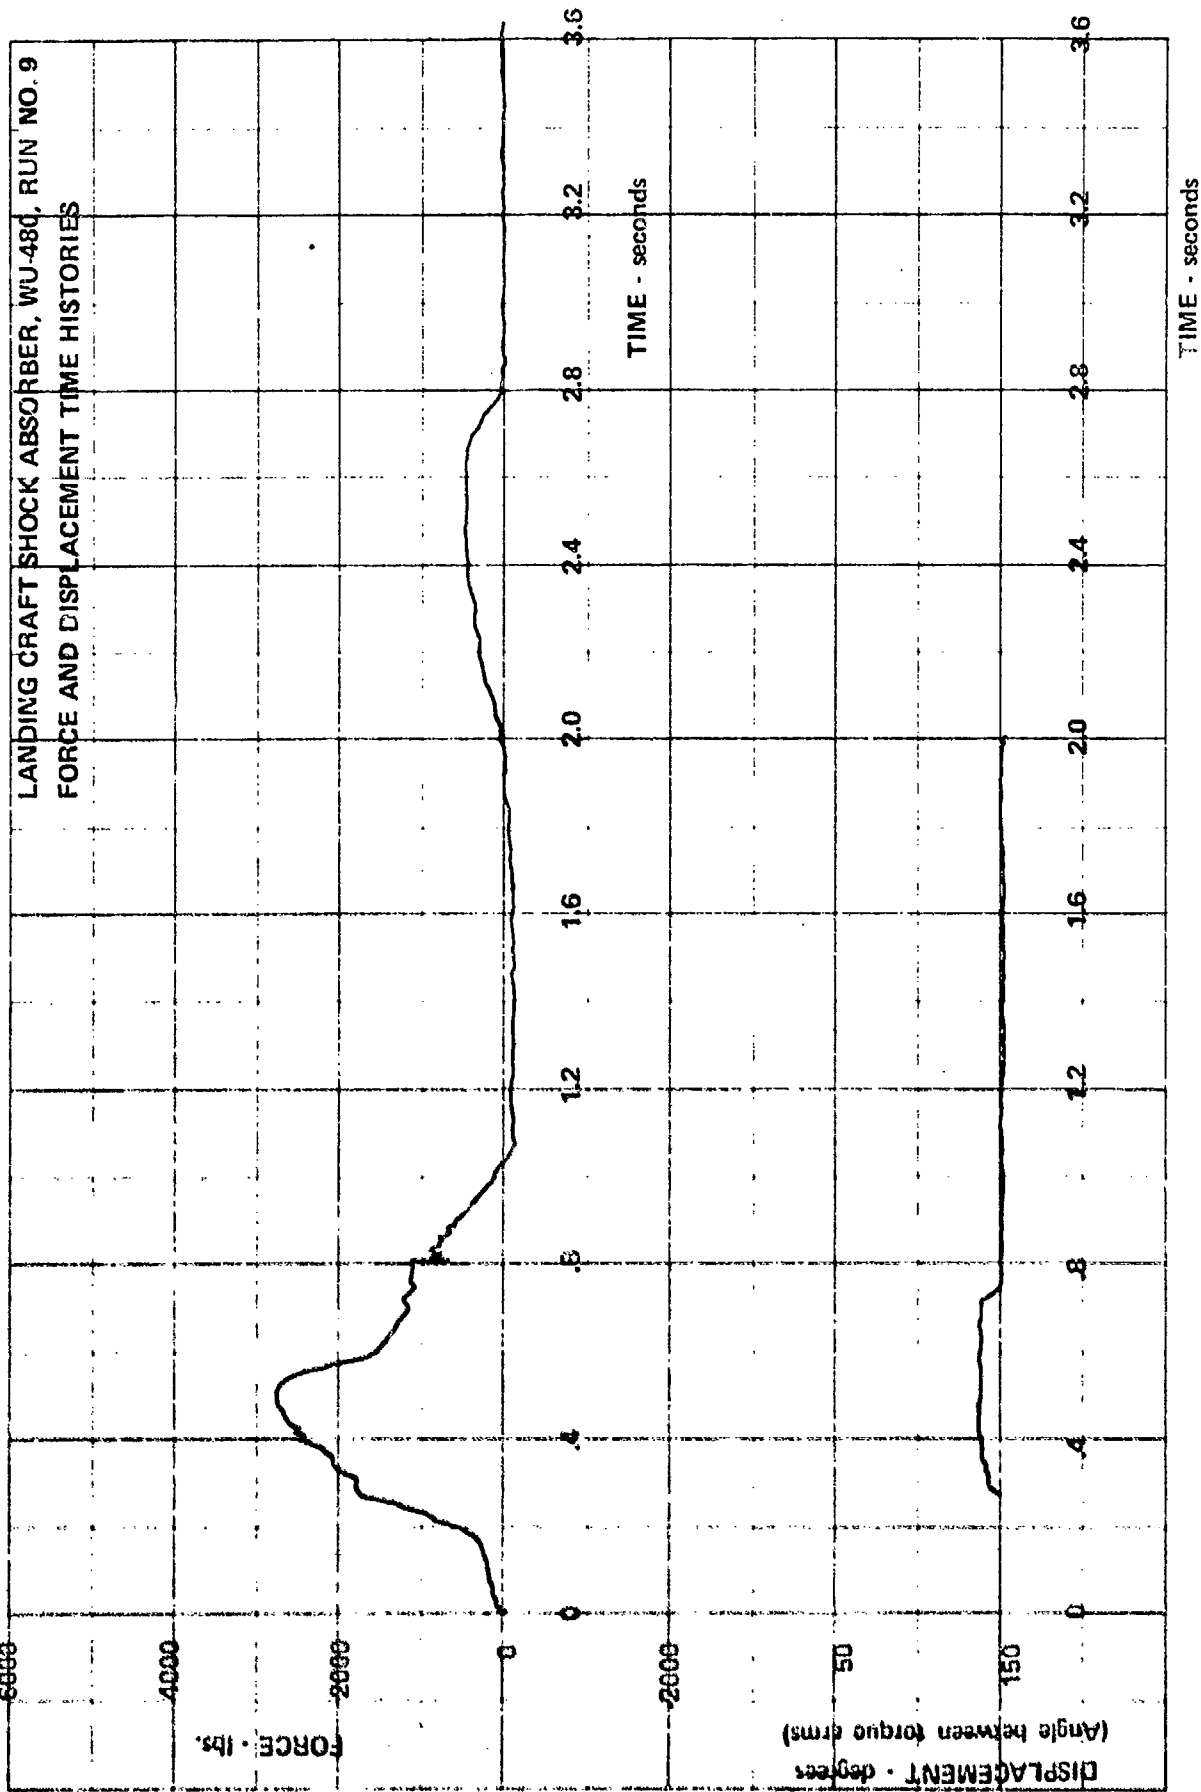 LANDING CRAFT SHOCK ABSORBER, WU-480, RUN NO. 9
FORCE AND DISPLACEMENT TIME HISTORIES
FORCE - lbs.
6000
4000
2000
0
-2000
0 .4 .8 1.2 1.6 2.0 2.4 2.8 3.2 3.6
TIME - seconds
DISPLACEMENT - degrees
(Angle between torque arms)
50
150
0 .4 .8 1.2 1.6 2.0 2.4 2.8 3.2 3.6
TIME - seconds